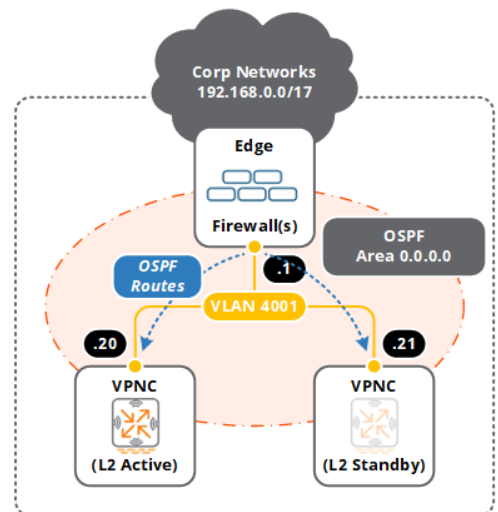 Corp Networks
192.168.0.0/17
Edge
Firewall(s)
OSPF
Area 0.0.0.0
OSPF
Routes
.1
VLAN 4001
.20
.21
VPNC
(L2 Active)
VPNC
(L2 Standby)